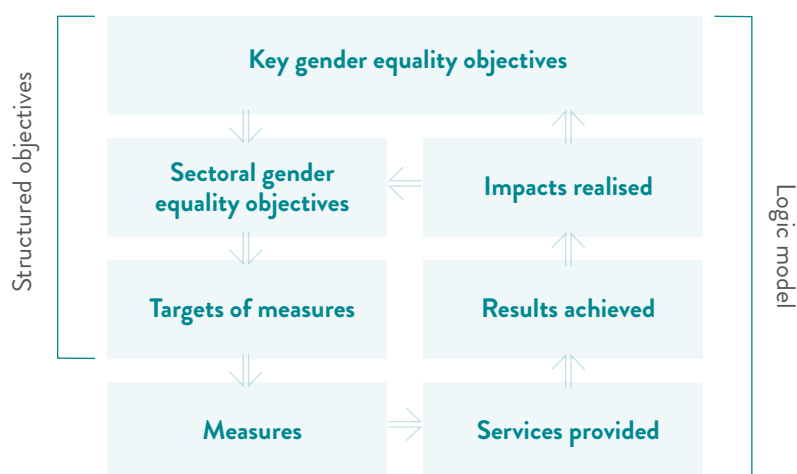 Structured objectives
Key gender equality objectives
Sectoral gender
equality objectives
Impacts realised
Targets of measures
Results achieved
Measures
Services provided
Logic model